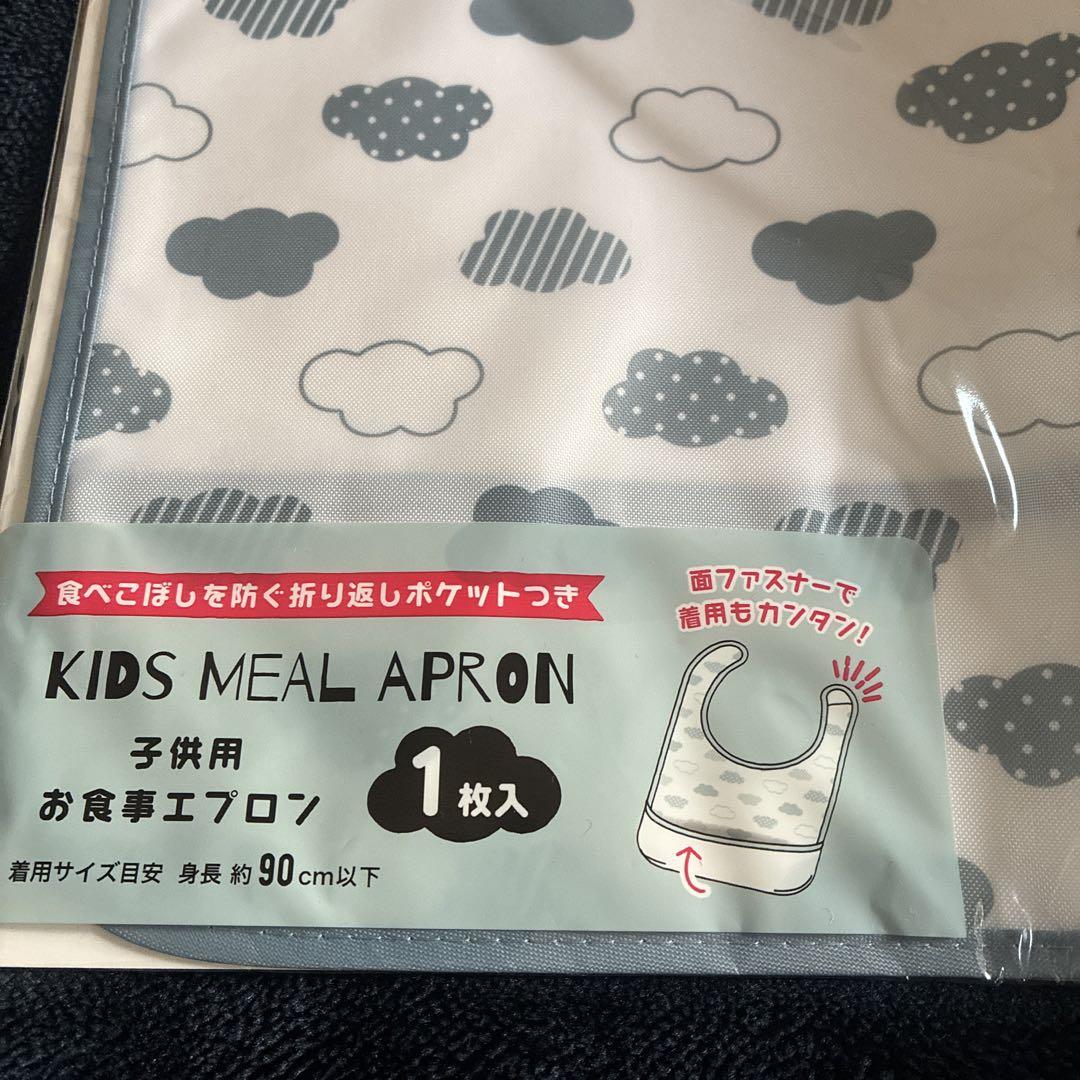 食べこぼしを防ぐ折り返しポケットつき
KIDS MEAL APRON
子供用
お食事エプロン
1枚入
着用サイズ目安 身長 約90cm以下
面ファスナーで
着用もカンタン!